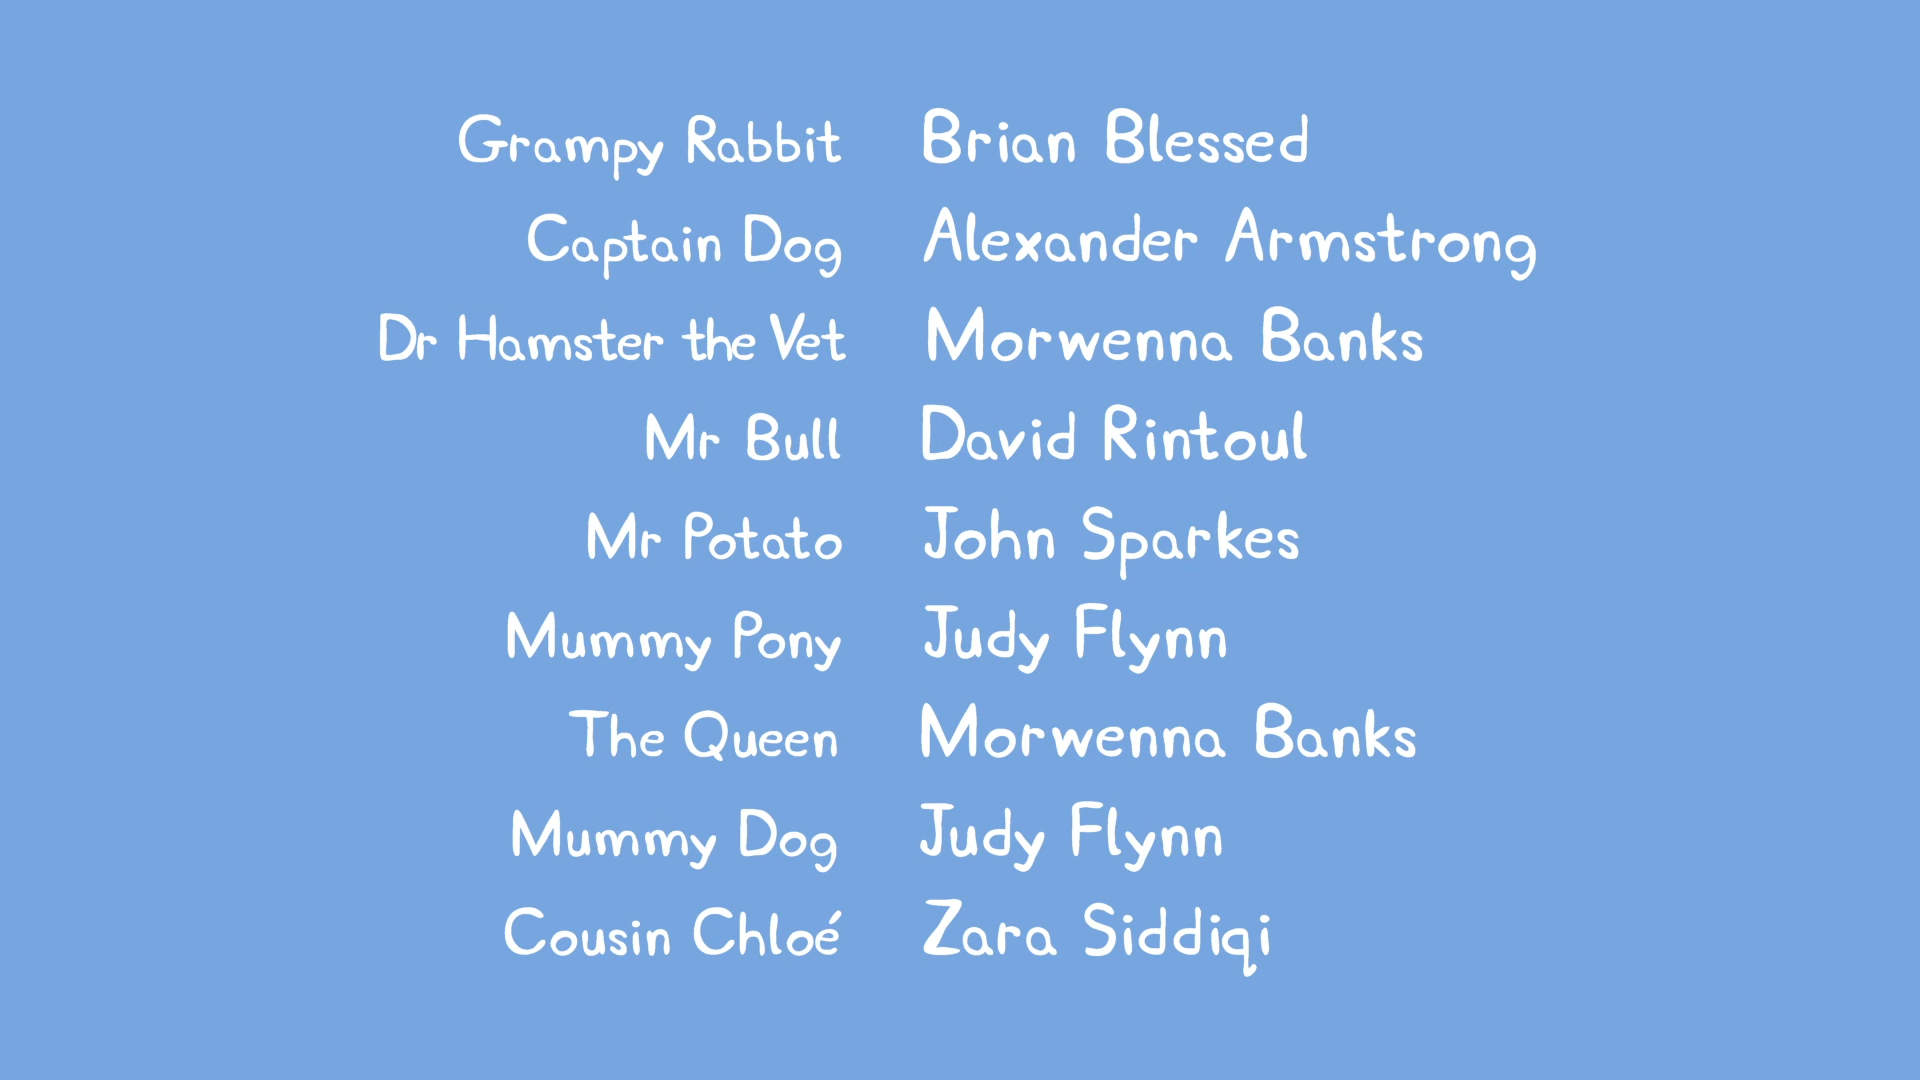 Grampy Rabbit Brian Blessed
Captain Dog Alexander Armstrong
Dr Hamster the Vet Morwenna Banks
Mr Bull David Rintoul
Mr Potato John Sparkes
Mummy Pony Judy Flynn
The Queen Morwenna Banks
Mummy Dog Judy Flynn
Cousin Chloé Zara Siddiqi